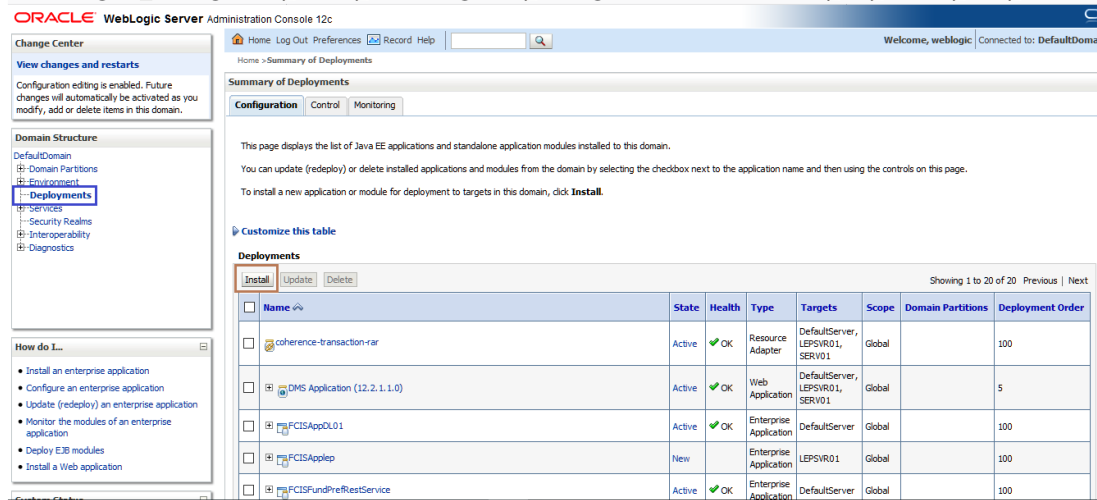 ORACLE WebLogic Server Administration Console 12c
Change Center
View changes and restarts
Configuration editing is enabled. Future
changes will automatically be activated as you
modify, add or delete items in this domain.
Domain Structure
DefaultDomain
Domain Partitions
Environment
Deployments
Services
Security Realms
Interoperability
Diagnostics
How do I...
Install an enterprise application
Configure an enterprise application
Update (redeploy) an enterprise application
Monitor the modules of an enterprise
application
Deploy EJB modules
Install a Web application
Home Log Out Preferences Record Help
Welcome, weblogic Connected to: DefaultDoma
Home >Summary of Deployments
Summary of Deployments
Configuration Control Monitoring
This page displays the list of Java EE applications and standalone application modules installed to this domain.
You can update (redeploy) or delete installed applications and modules from the domain by selecting the checkbox next to the application name and then using the controls on this page.
To install a new application or module for deployment to targets in this domain, click Install.
Customize this table
Deployments
Install Update Delete
Showing 1 to 20 of 20 Previous | Next
Name State Health Type Targets Scope Domain Partitions Deployment Order
coherence-transaction-rar Active OK Resource Adapter DefaultServer, LEPSVR01, SERV01 Global 100
DMS Application (12.2.1.1.0) Active OK Web Application DefaultServer, LEPSVR01, SERV01 Global 5
FCISAppDL01 Active OK Enterprise Application DefaultServer Global 100
FCISApplep New Enterprise Application LEPSVR01 Global 100
FCISFundPrefRestService Active OK Enterprise Application DefaultServer Global 100